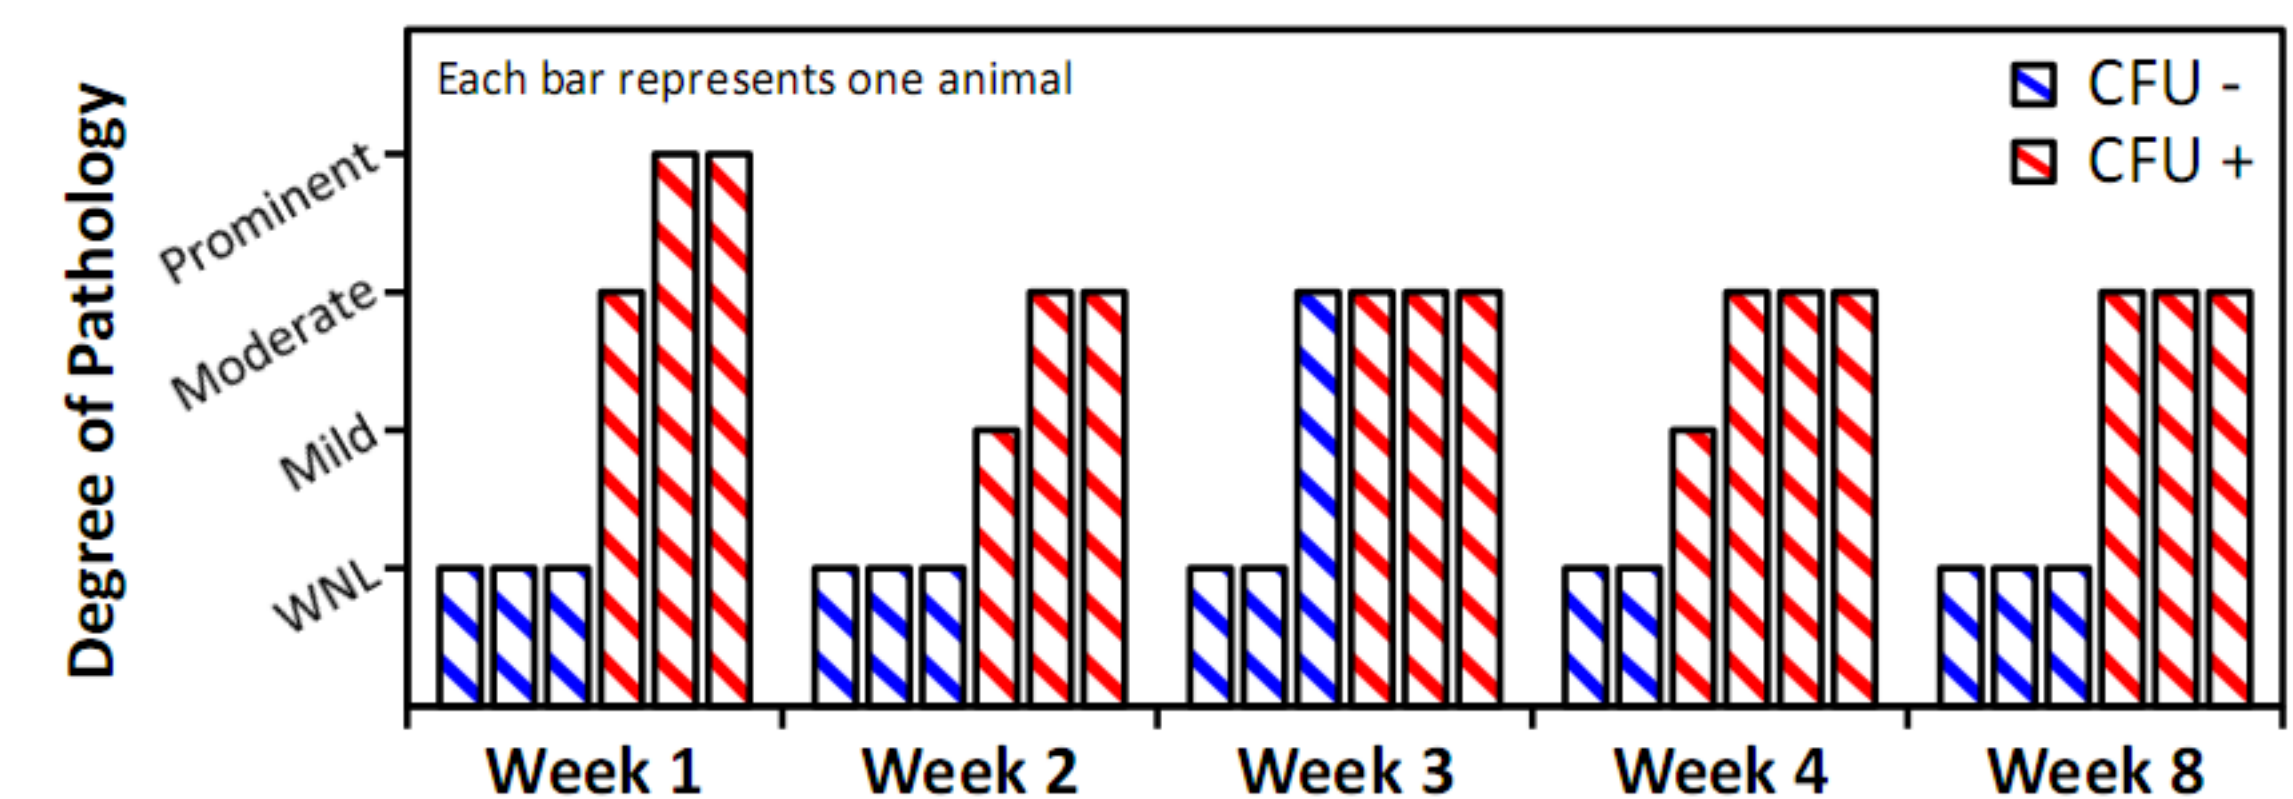 Each bar represents one animal
CFU -
CFU +
Degree of Pathology
Prominent
Moderate
Mild
WNL
Week 1
Week 2
Week 3
Week 4
Week 8